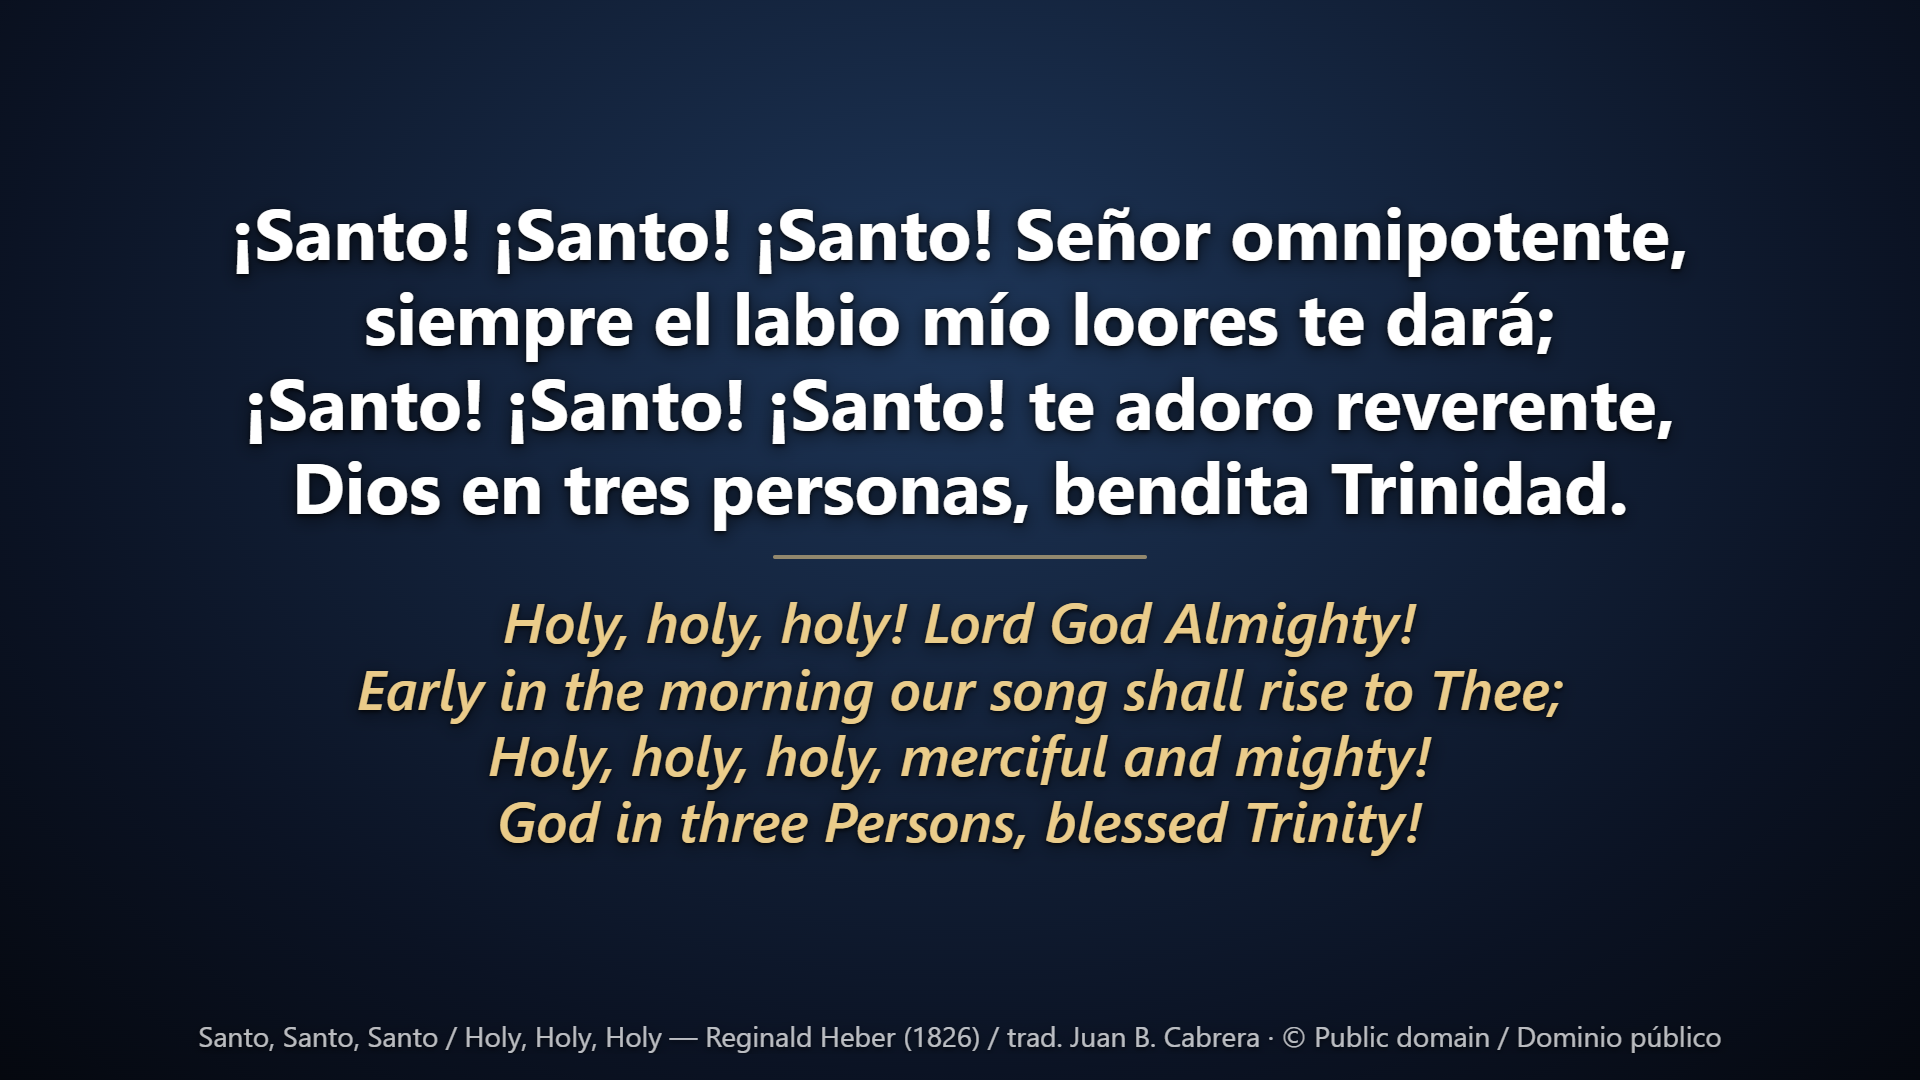 ¡Santo! ¡Santo! ¡Santo! Señor omnipotente,
siempre el labio mío loores te dará;
¡Santo! ¡Santo! ¡Santo! te adoro reverente,
Dios en tres personas, bendita Trinidad.
Holy, holy, holy! Lord God Almighty!
Early in the morning our song shall rise to Thee;
Holy, holy, holy, merciful and mighty!
God in three Persons, blessed Trinity!
Santo, Santo, Santo / Holy, Holy, Holy — Reginald Heber (1826) / trad. Juan B. Cabrera · © Public domain / Dominio público